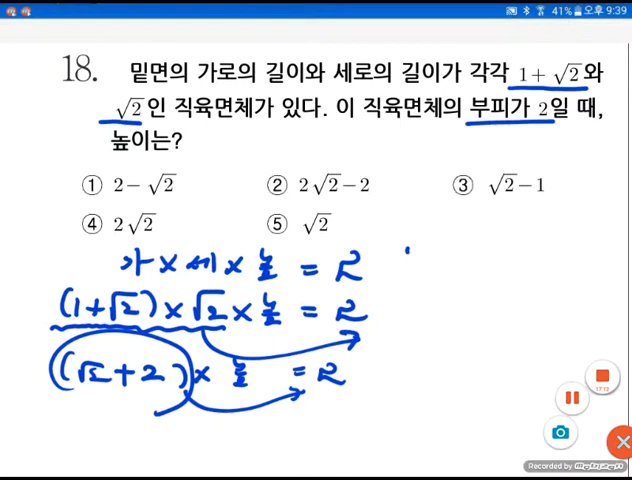 41% 오후 9:39
18. 밑면의 가로의 길이와 세로의 길이가 각각 1+√2와
√2인 직육면체가 있다. 이 직육면체의 부피가 2일 때,
높이는?
① 2-√2 ② 2√2-2 ③ √2-1
④ 2√2 ⑤ √2
가×세×높=2
(1+√2)×√2×높=2
(√2+2)×높=2
17:13
Recorded by Mobizen